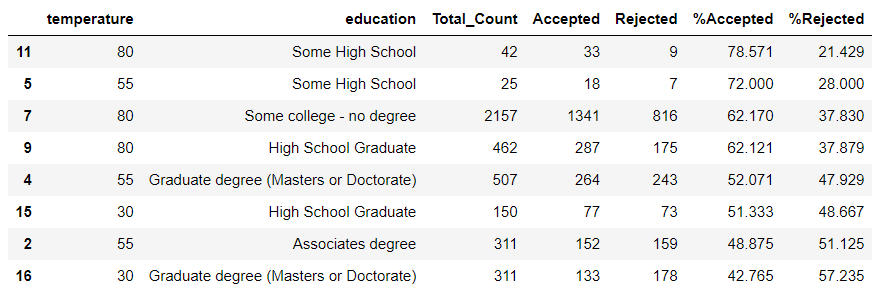 temperature education Total_Count Accepted Rejected %Accepted %Rejected
11 80 Some High School 42 33 9 78.571 21.429
5 55 Some High School 25 18 7 72.000 28.000
7 80 Some college - no degree 2157 1341 816 62.170 37.830
9 80 High School Graduate 462 287 175 62.121 37.879
4 55 Graduate degree (Masters or Doctorate) 507 264 243 52.071 47.929
15 30 High School Graduate 150 77 73 51.333 48.667
2 55 Associates degree 311 152 159 48.875 51.125
16 30 Graduate degree (Masters or Doctorate) 311 133 178 42.765 57.235